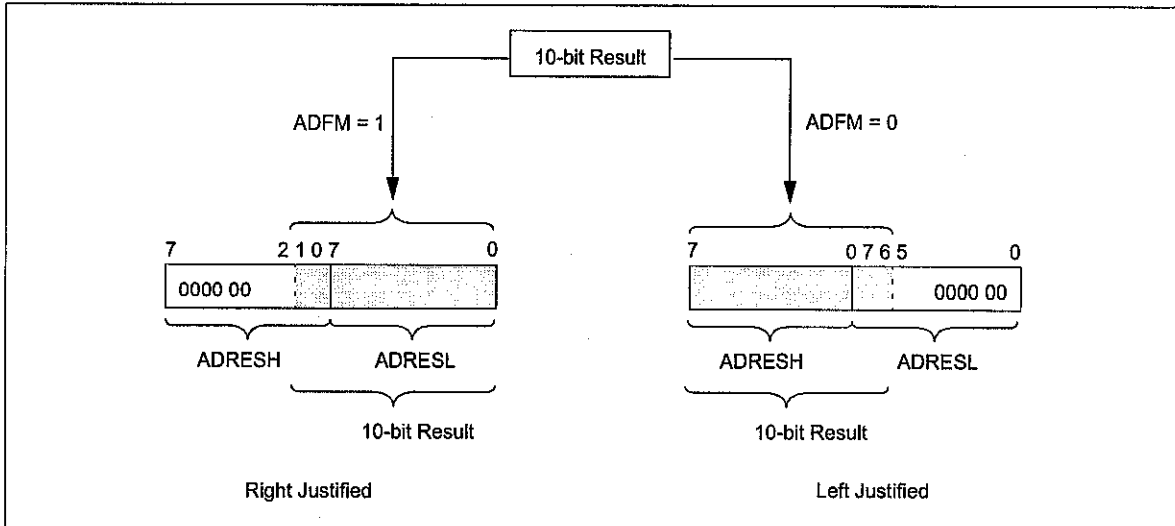 10-bit Result
ADFM = 1
ADFM = 0
7 2 1 0 7 0
7 0 7 6 5 0
0000 00
0000 00
ADRESH ADRESL
ADRESH ADRESL
10-bit Result
10-bit Result
Right Justified
Left Justified